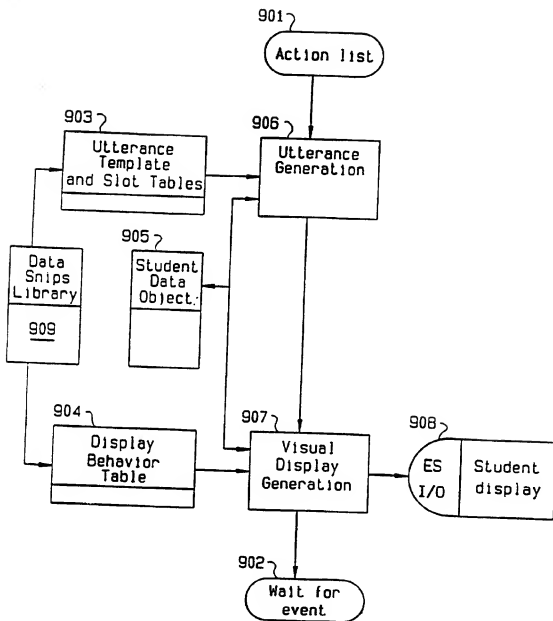 901
Action list
903
906
Utterance
Template
and Slot Tables
Utterance
Generation
905
Data
Snips
Library
909
Student
Data
Object.
904
907
908
Display
Behavior
Table
Visual
Display
Generation
ES
I/O
Student
display
902
Wait for
event